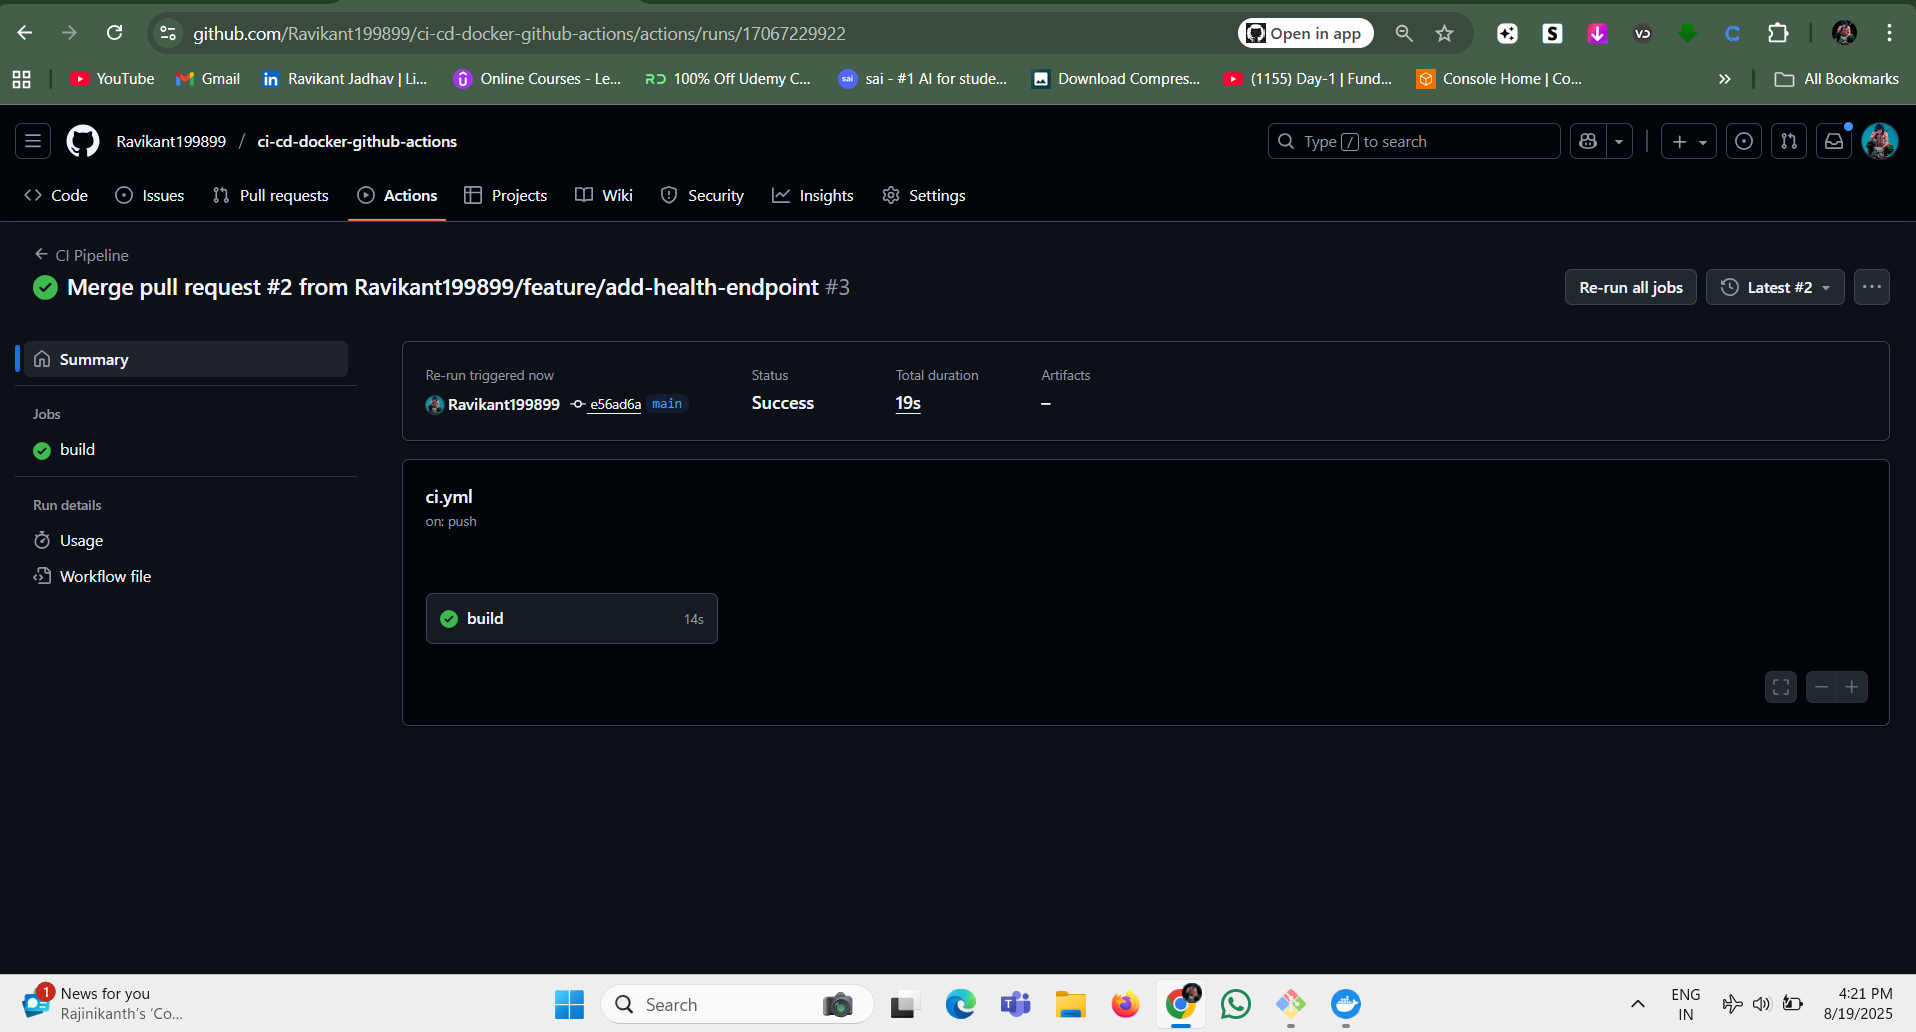 github.com/Ravikant199899/ci-cd-docker-github-actions/actions/runs/17067229922
Open in app
YouTube
Gmail
Ravikant Jadhav | Li...
Online Courses - Le...
100% Off Udemy C...
sai - #1 AI for stude...
Download Compres...
(1155) Day-1 | Fund...
Console Home | Co...
»
All Bookmarks
Ravikant199899 / ci-cd-docker-github-actions
Type / to search
Code
Issues
Pull requests
Actions
Projects
Wiki
Security
Insights
Settings
CI Pipeline
Merge pull request #2 from Ravikant199899/feature/add-health-endpoint #3
Re-run all jobs
Latest #2
Summary
Jobs
build
Run details
Usage
Workflow file
Re-run triggered now
Ravikant199899 e56ad6a main
Status
Success
Total duration
19s
Artifacts
–
ci.yml
on: push
build 14s
1
News for you
Rajinikanth's 'Co...
Search
ENG
IN
4:21 PM
8/19/2025